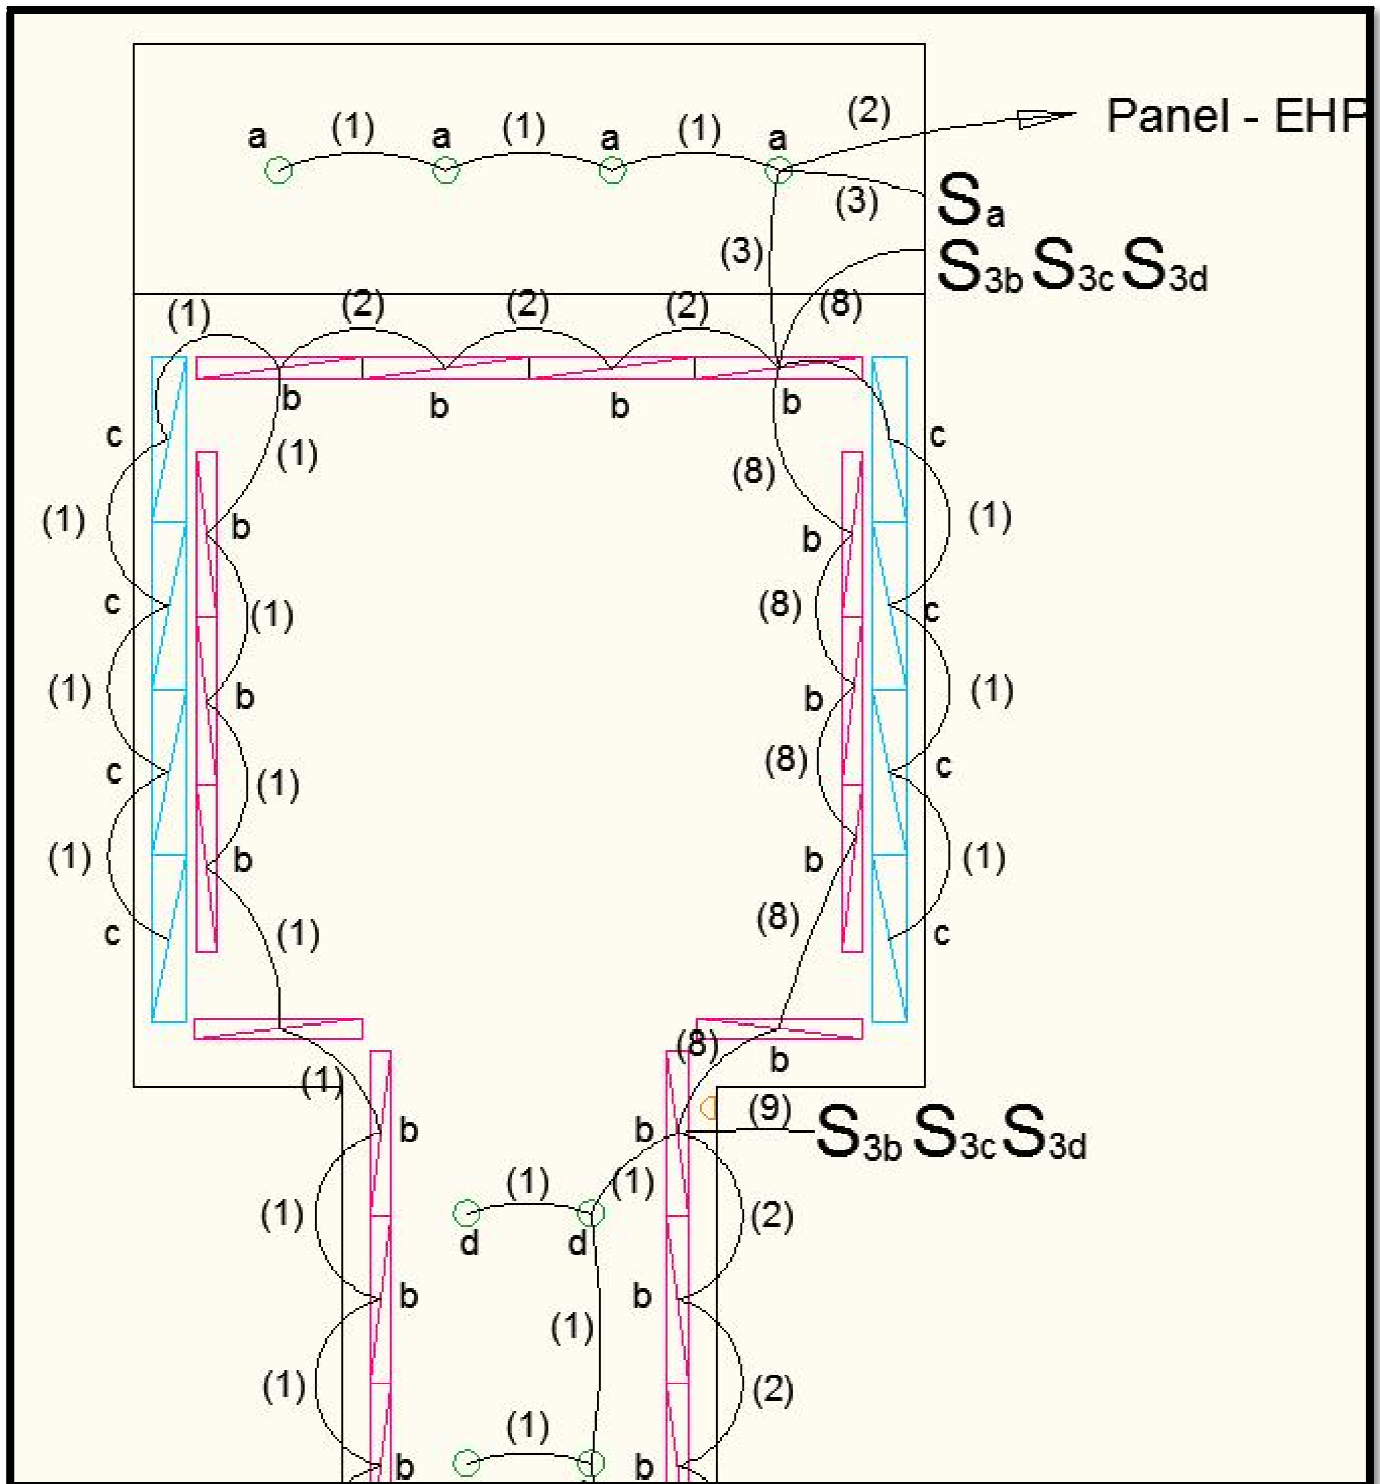 (2) Panel - EHP
a (1) a (1) a (1) a
(3) Sa
(3) S3b S3c S3d
(1) (2) (2) (2) (8)
b b b b
c (1) c
(8)
(1) b b (1)
c (1) (8) c
(1) b b (1)
c (1) (8) c
(1) b b (1)
c (1) (8) c
(8)
(1) b
b b (9) S3b S3c S3d
(1) (1)
(1) d d (2)
b b
(1)
(1) (2)
(1)
b b